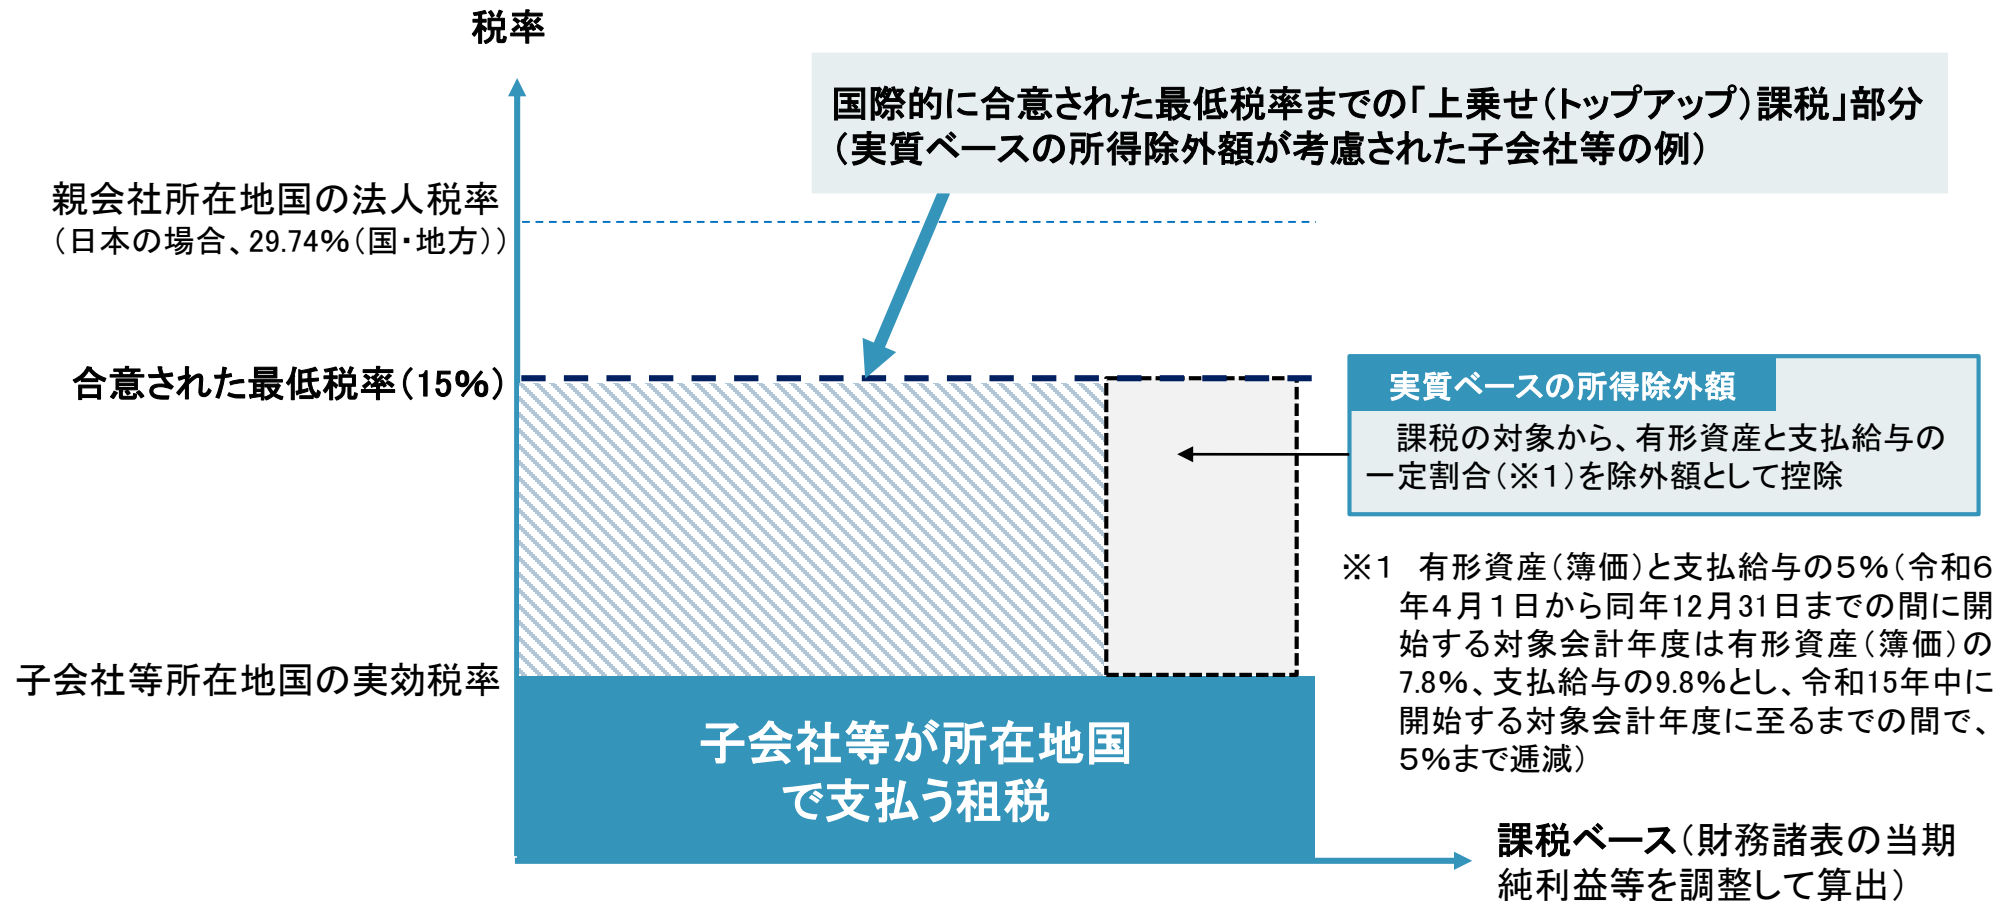 税率
国際的に合意された最低税率までの「上乗せ（トップアップ）課税」部分
（実質ベースの所得除外額が考慮された子会社等の例）
親会社所在地国の法人税率
（日本の場合、29.74％（国・地方））
合意された最低税率（15％）
実質ベースの所得除外額
課税の対象から、有形資産と支払給与の
一定割合（※１）を除外額として控除
※１　有形資産（簿価）と支払給与の５％（令和６
年４月１日から同年12月31日までの間に開
始する対象会計年度は有形資産（簿価）の
7.8％、支払給与の9.8％とし、令和15年中に
開始する対象会計年度に至るまでの間で、
５％まで逓減）
子会社等所在地国の実効税率
子会社等が所在地国
で支払う租税
課税ベース（財務諸表の当期
純利益等を調整して算出）